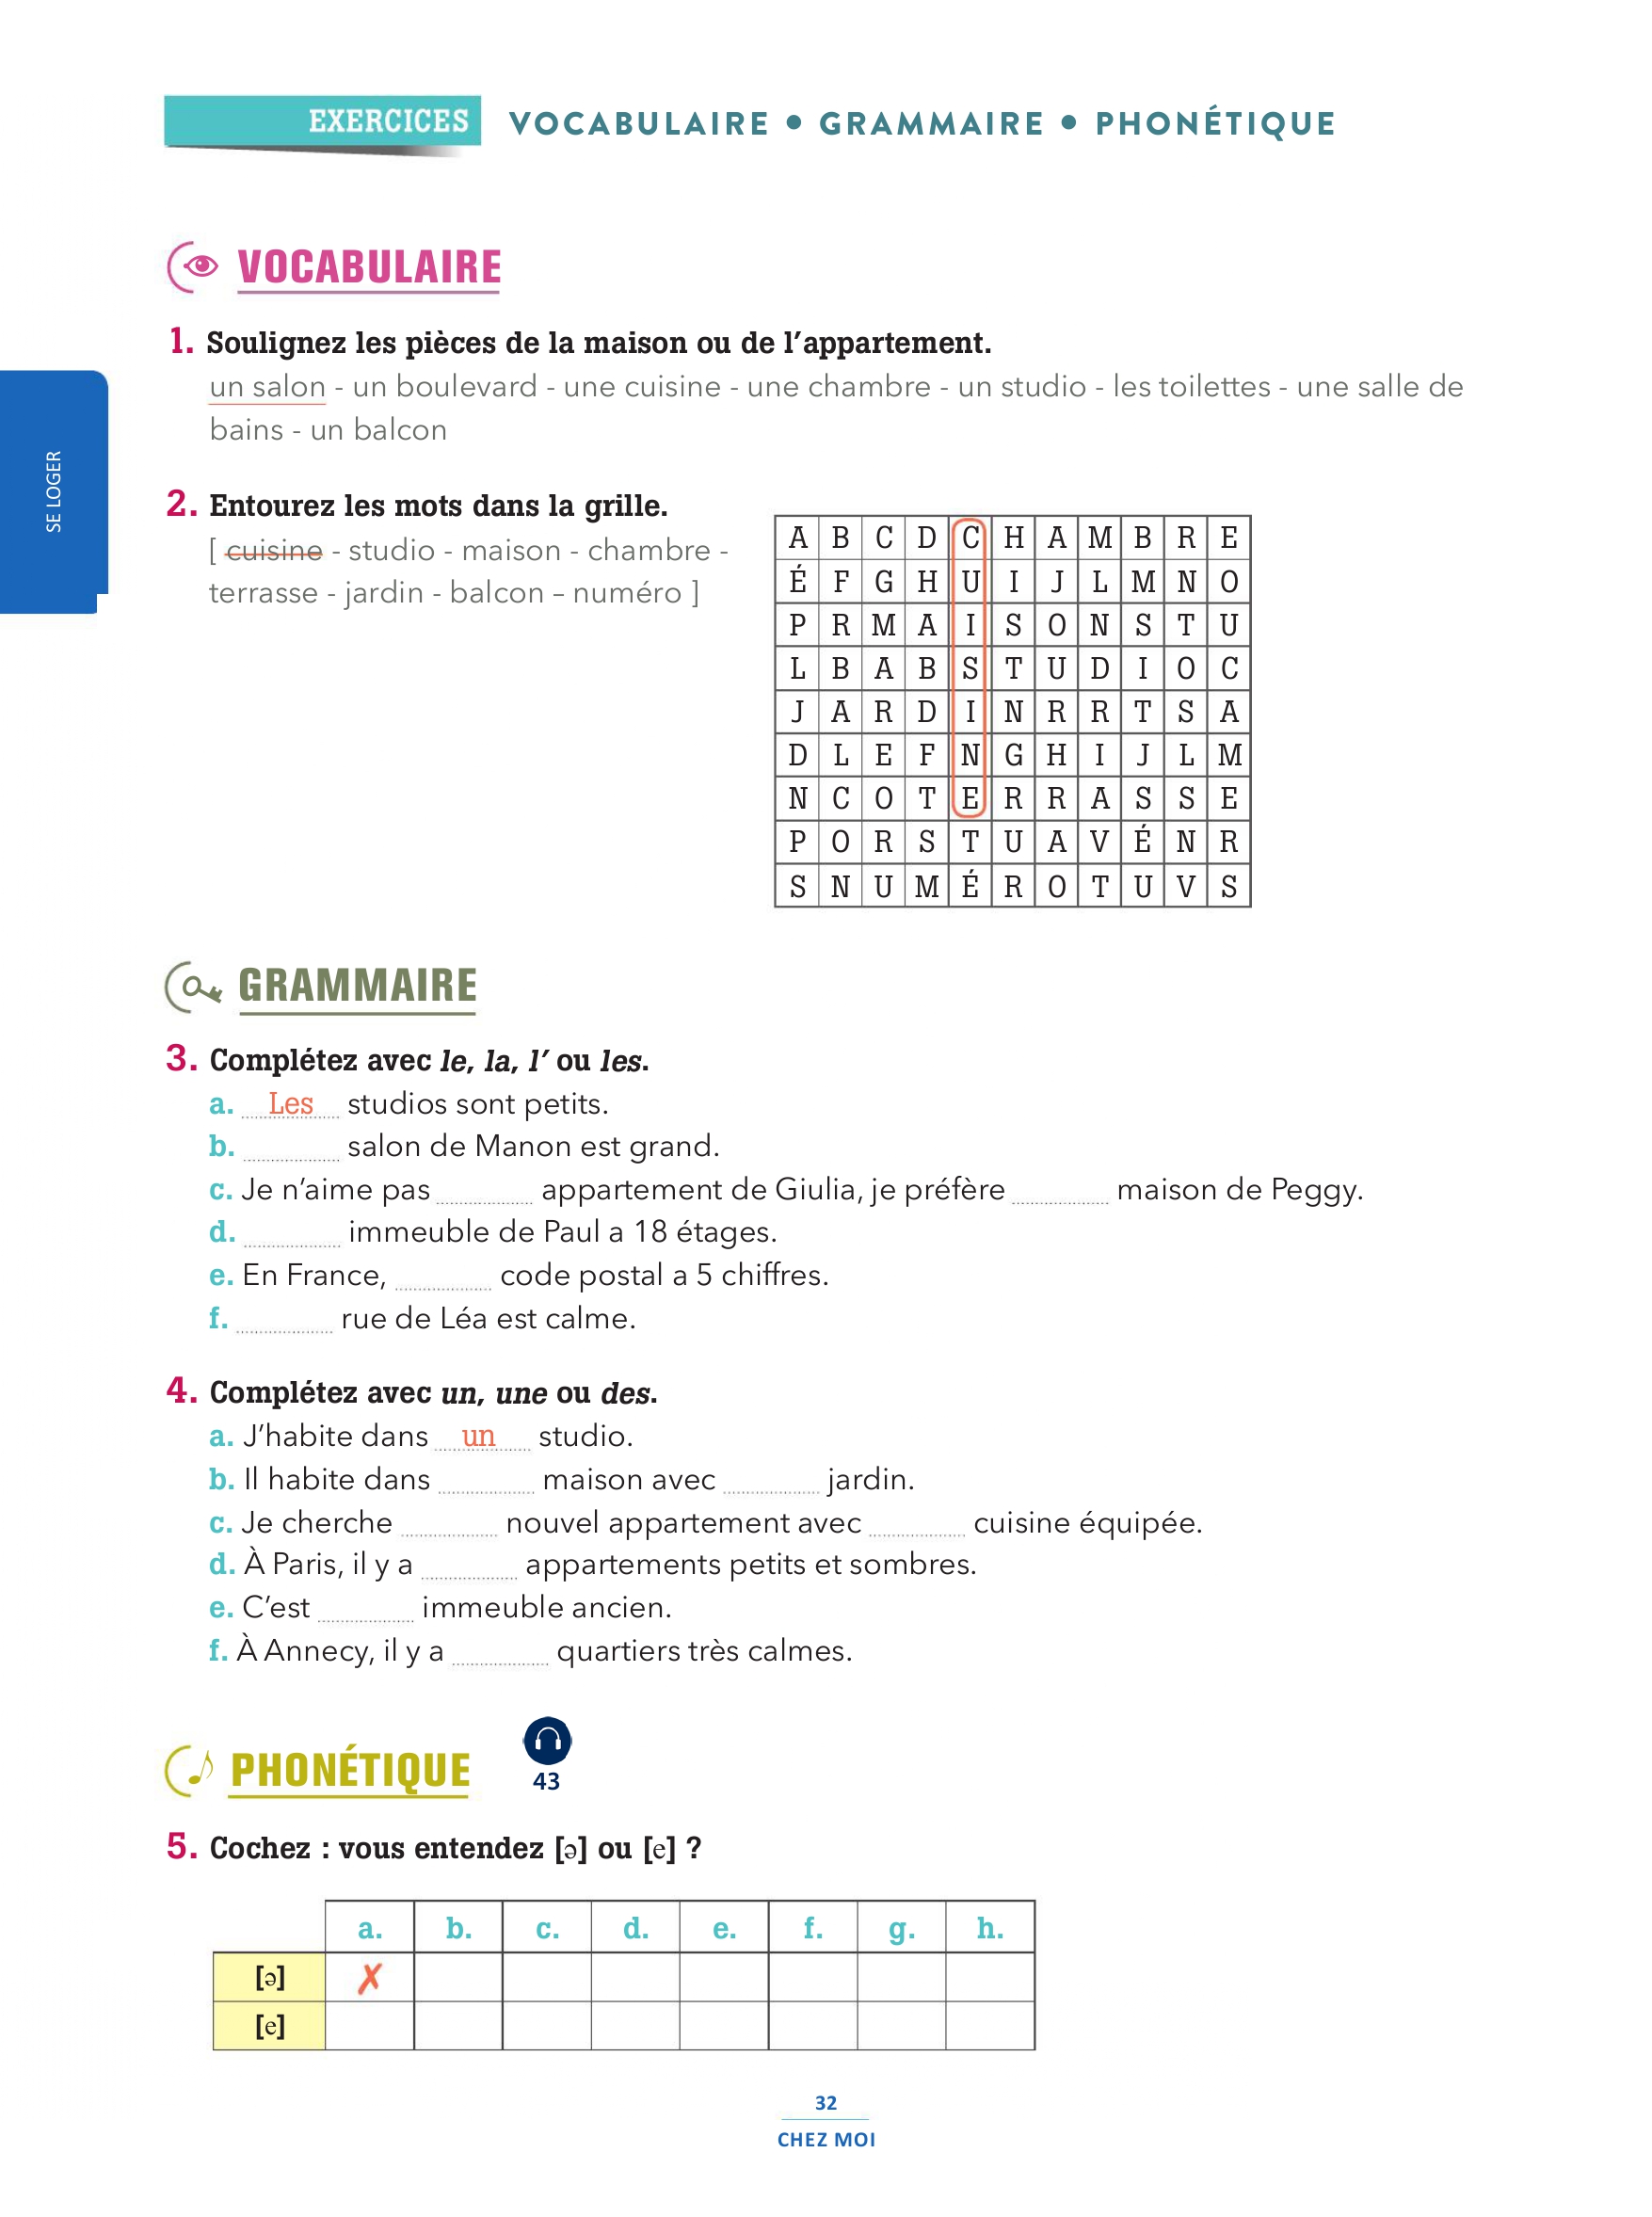 EXERCICES VOCABULAIRE • GRAMMAIRE • PHONÉTIQUE
SE LOGER
VOCABULAIRE
1. Soulignez les pièces de la maison ou de l’appartement.
un salon - un boulevard - une cuisine - une chambre - un studio - les toilettes - une salle de
bains - un balcon
2. Entourez les mots dans la grille.
[ cuisine - studio - maison - chambre -
terrasse - jardin - balcon – numéro ]
A B C D C H A M B R E
É F G H U I J L M N O
P R M A I S O N S T U
L B A B S T U D I O C
J A R D I N R R T S A
D L E F N G H I J L M
N C O T E R R A S S E
P O R S T U A V É N R
S N U M É R O T U V S
GRAMMAIRE
3. Complétez avec le, la, l’ ou les.
a. Les studios sont petits.
b. ............ salon de Manon est grand.
c. Je n’aime pas ............ appartement de Giulia, je préfère ............ maison de Peggy.
d. ............ immeuble de Paul a 18 étages.
e. En France, ............ code postal a 5 chiffres.
f. ............ rue de Léa est calme.
4. Complétez avec un, une ou des.
a. J’habite dans un studio.
b. Il habite dans ............ maison avec ............ jardin.
c. Je cherche ............ nouvel appartement avec ............ cuisine équipée.
d. À Paris, il y a ............ appartements petits et sombres.
e. C’est ............ immeuble ancien.
f. À Annecy, il y a ............ quartiers très calmes.
PHONÉTIQUE
43
5. Cochez : vous entendez [ə] ou [e] ?
a. b. c. d. e. f. g. h.
[ə] ✗
[e]
32
CHEZ MOI